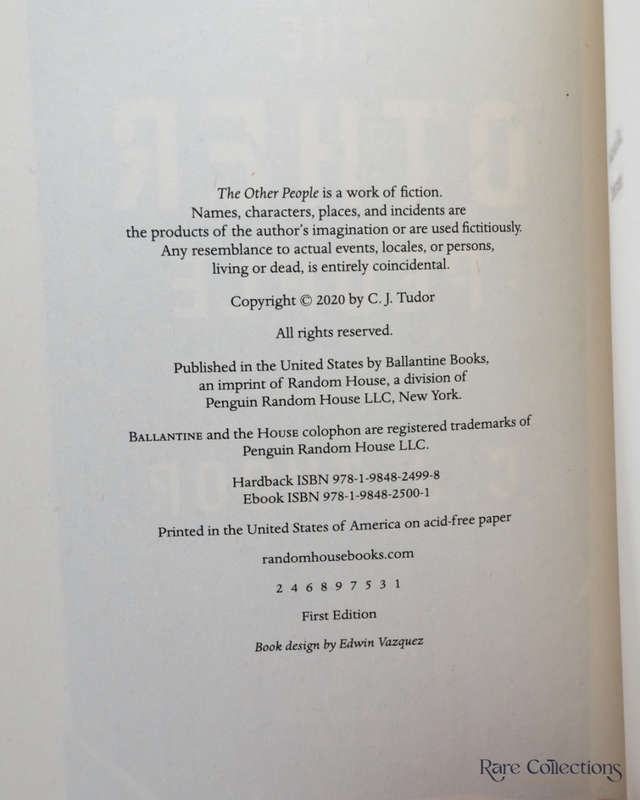 The Other People is a work of fiction.
Names, characters, places, and incidents are
the products of the author's imagination or are used fictitiously.
Any resemblance to actual events, locales, or persons,
living or dead, is entirely coincidental.
Copyright © 2020 by C. J. Tudor
All rights reserved.
Published in the United States by Ballantine Books,
an imprint of Random House, a division of
Penguin Random House LLC, New York.
BALLANTINE and the HOUSE colophon are registered trademarks of
Penguin Random House LLC.
Hardback ISBN 978-1-9848-2499-8
Ebook ISBN 978-1-9848-2500-1
Printed in the United States of America on acid-free paper
randomhousebooks.com
2 4 6 8 9 7 5 3 1
First Edition
Book design by Edwin Vazquez
Rare Collections